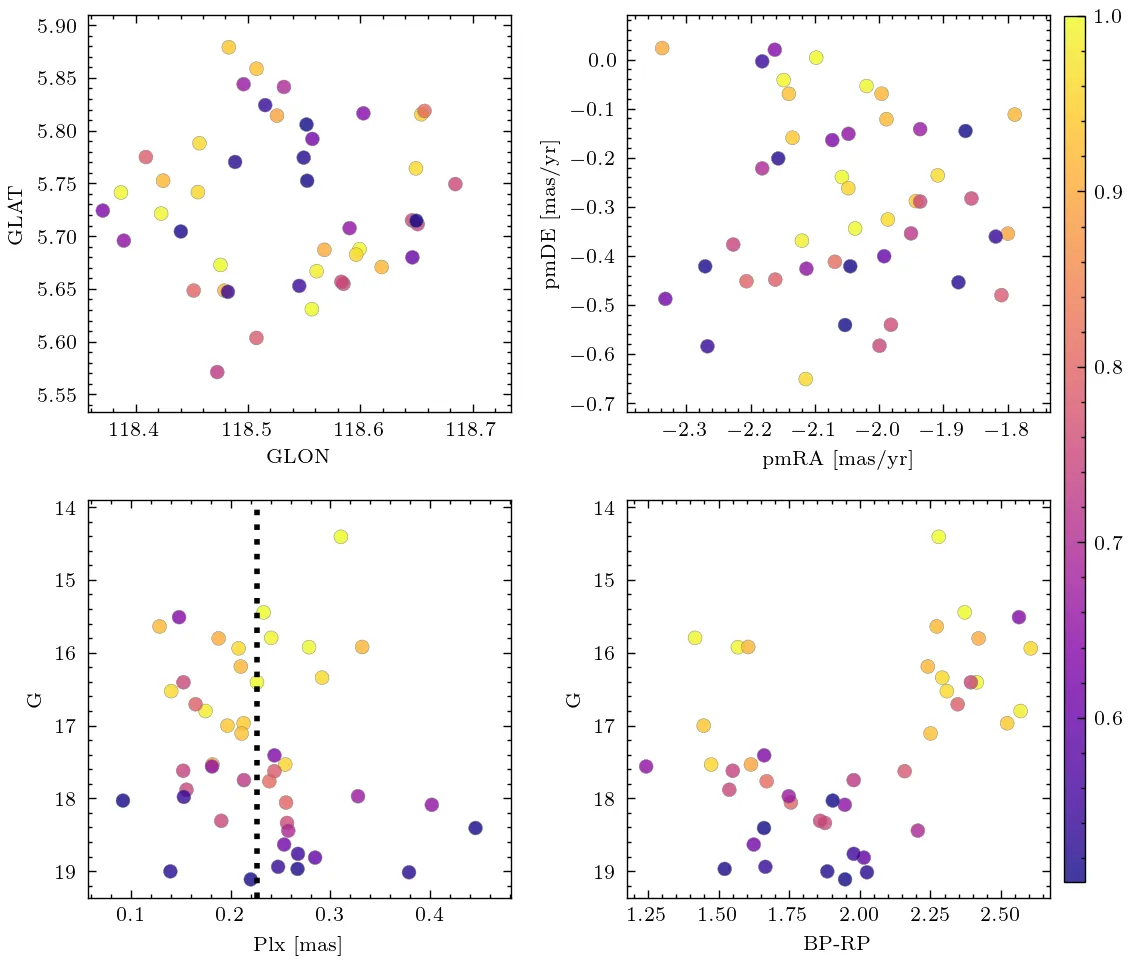 5.90
5.85
5.80
5.75
5.70
5.65
5.60
5.55
GLAT
118.4 118.5 118.6 118.7
GLON
0.0
−0.1
−0.2
−0.3
−0.4
−0.5
−0.6
−0.7
pmDE [mas/yr]
−2.3 −2.2 −2.1 −2.0 −1.9 −1.8
pmRA [mas/yr]
1.0
0.9
0.8
0.7
0.6
14
15
16
17
18
19
G
0.1 0.2 0.3 0.4
Plx [mas]
14
15
16
17
18
19
G
1.25 1.50 1.75 2.00 2.25 2.50
BP-RP